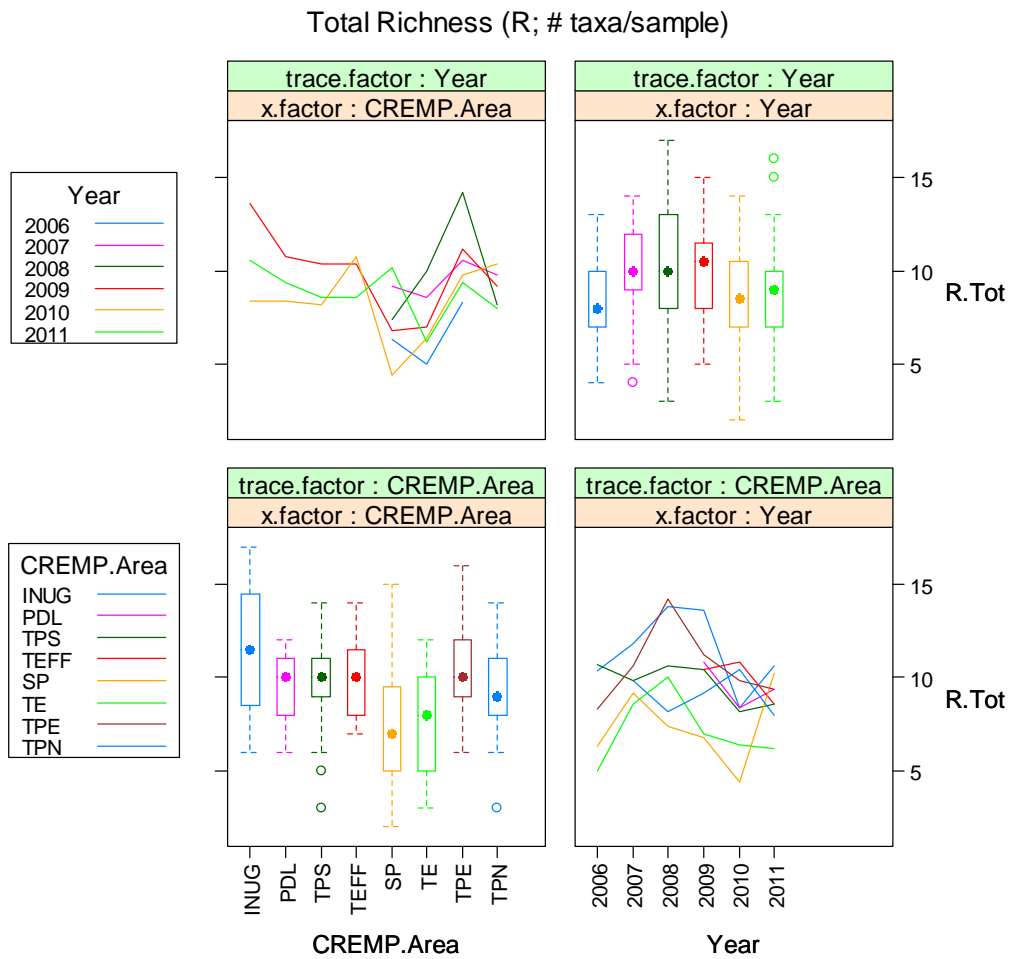 Total Richness (R; # taxa/sample)
trace.factor : Year
x.factor : CREMP.Area
trace.factor : Year
x.factor : Year
Year
2006
2007
2008
2009
2010
2011
15
10
5
R.Tot
trace.factor : CREMP.Area
x.factor : CREMP.Area
trace.factor : CREMP.Area
x.factor : Year
CREMP.Area
INUG
PDL
TPS
TEFF
SP
TE
TPE
TPN
15
10
5
R.Tot
INUG
PDL
TPS
TEFF
SP
TE
TPE
TPN
2006
2007
2008
2009
2010
2011
CREMP.Area
Year